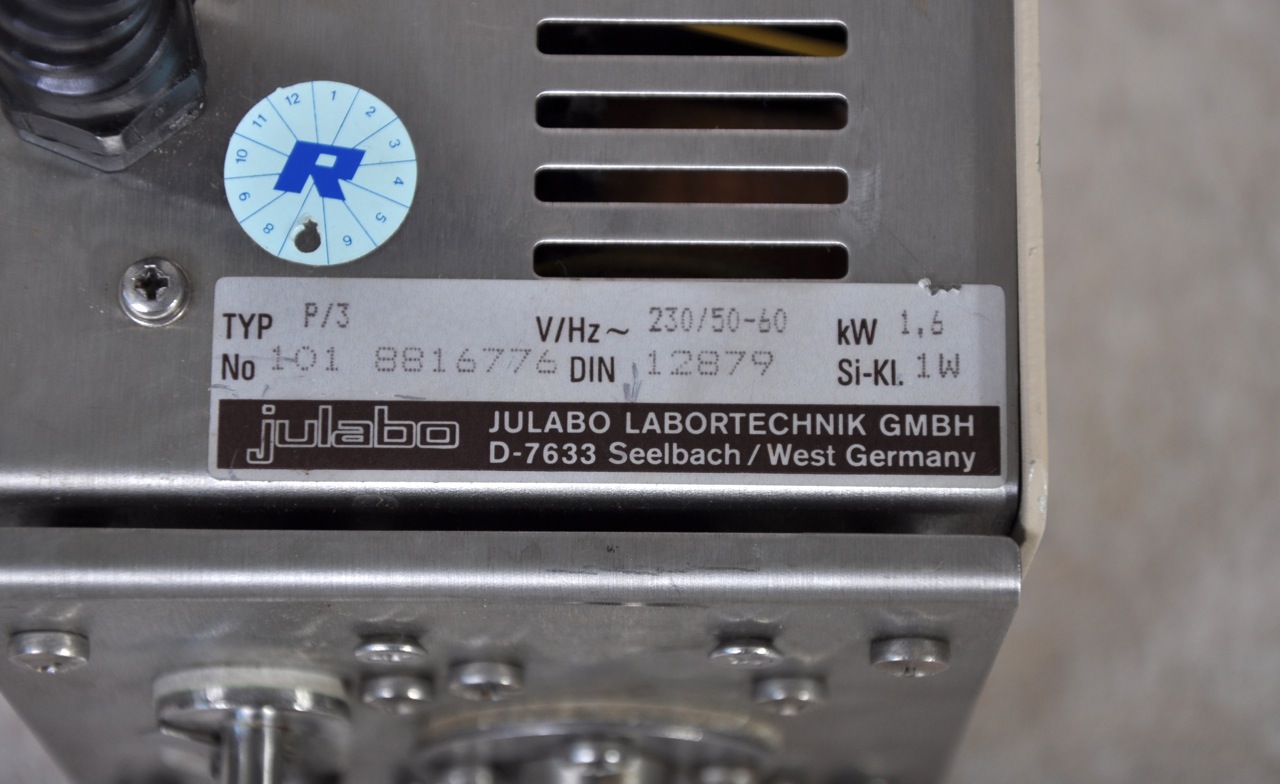 12 1 2 3 4 5 6 8 9 10 11
R
TYP P/3 V/Hz~ 230/50-60 kW 1,6
No 101 8816776 DIN 12879 Si-Kl. 1W
julabo JULABO LABORTECHNIK GMBH
D-7633 Seelbach/West Germany